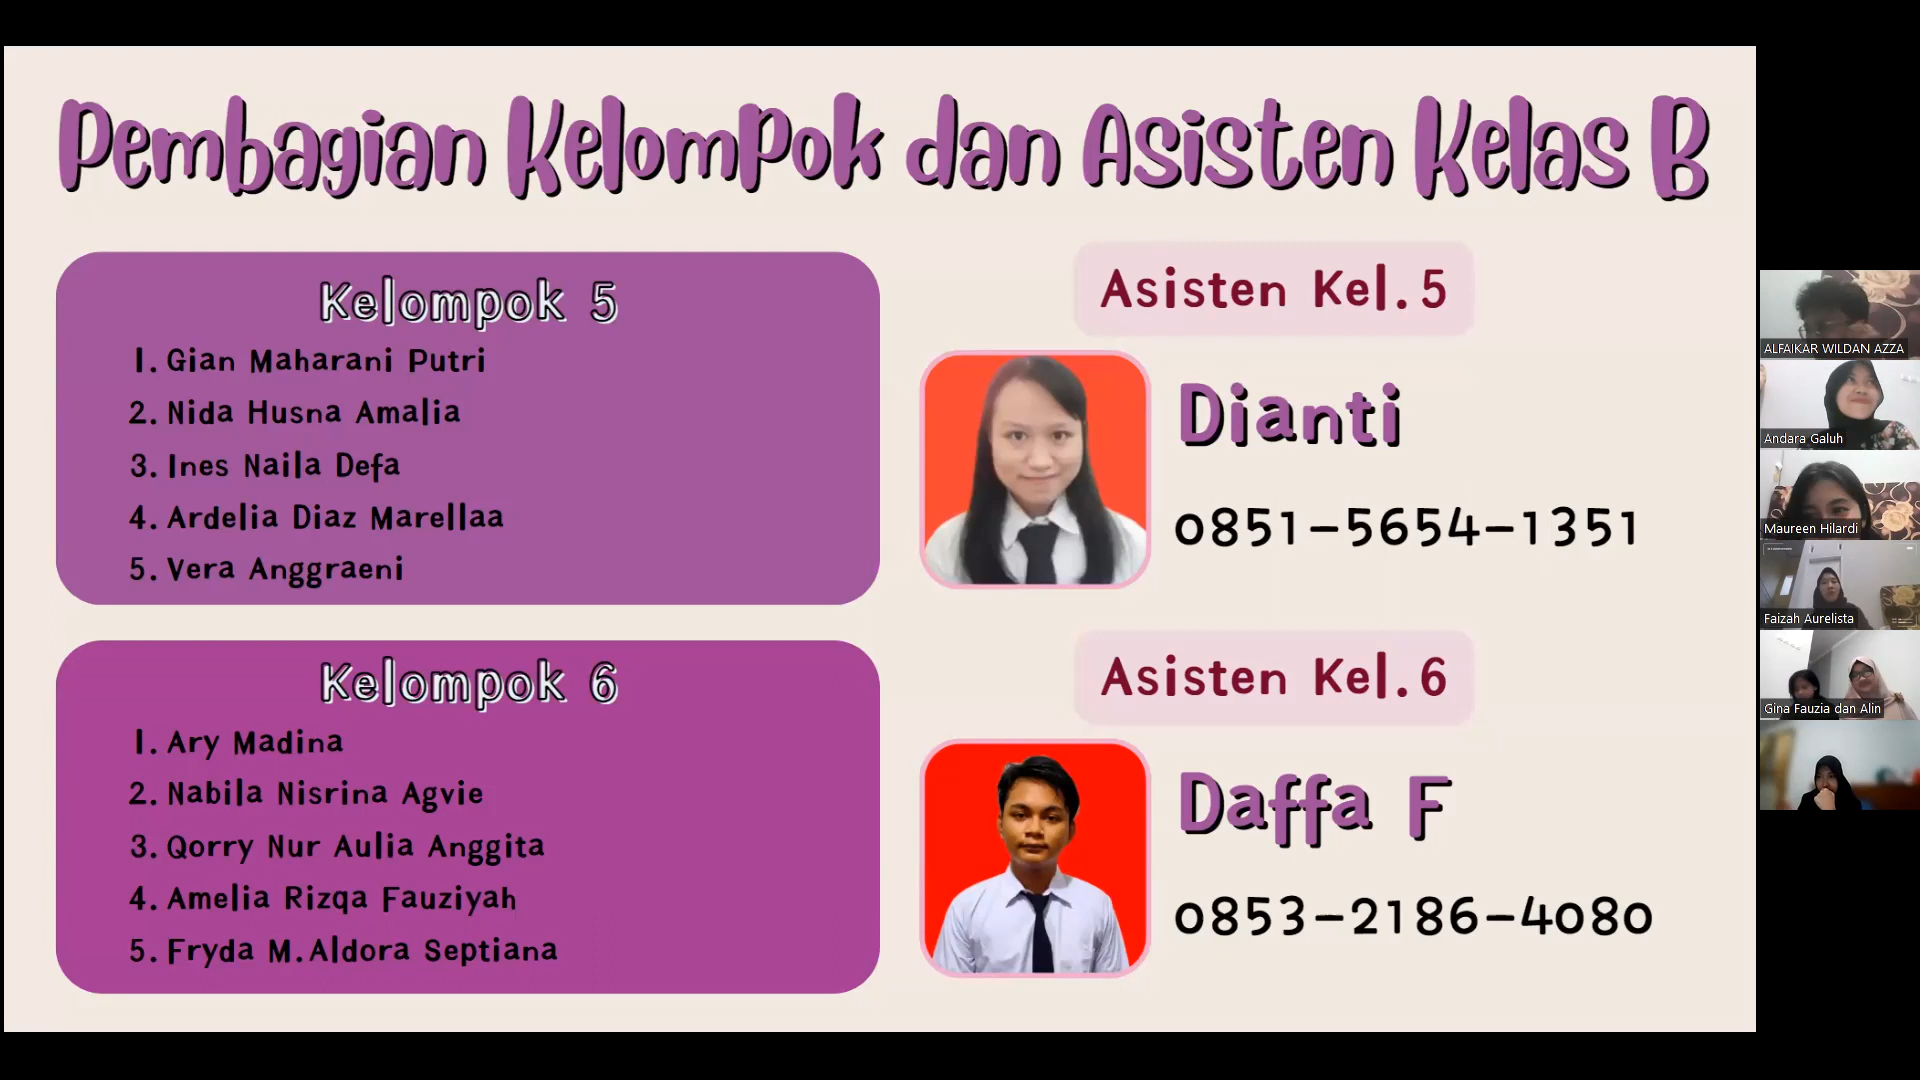 Pembagian Kelompok dan Asisten Kelas B
Kelompok 5
1. Gian Maharani Putri
2. Nida Husna Amalia
3. Ines Naila Defa
4. Ardelia Diaz Marellaa
5. Vera Anggraeni
Asisten Kel.5
Dianti
0851-5654-1351
Kelompok 6
1. Ary Madina
2. Nabila Nisrina Agvie
3. Qorry Nur Aulia Anggita
4. Amelia Rizqa Fauziyah
5. Fryda M.Aldora Septiana
Asisten Kel.6
Daffa F
0853-2186-4080
ALFAIKAR WILDAN AZZA
Andara Galuh
Maureen Hilardi
Faizah Aurelista
Gina Fauzia dan Alin